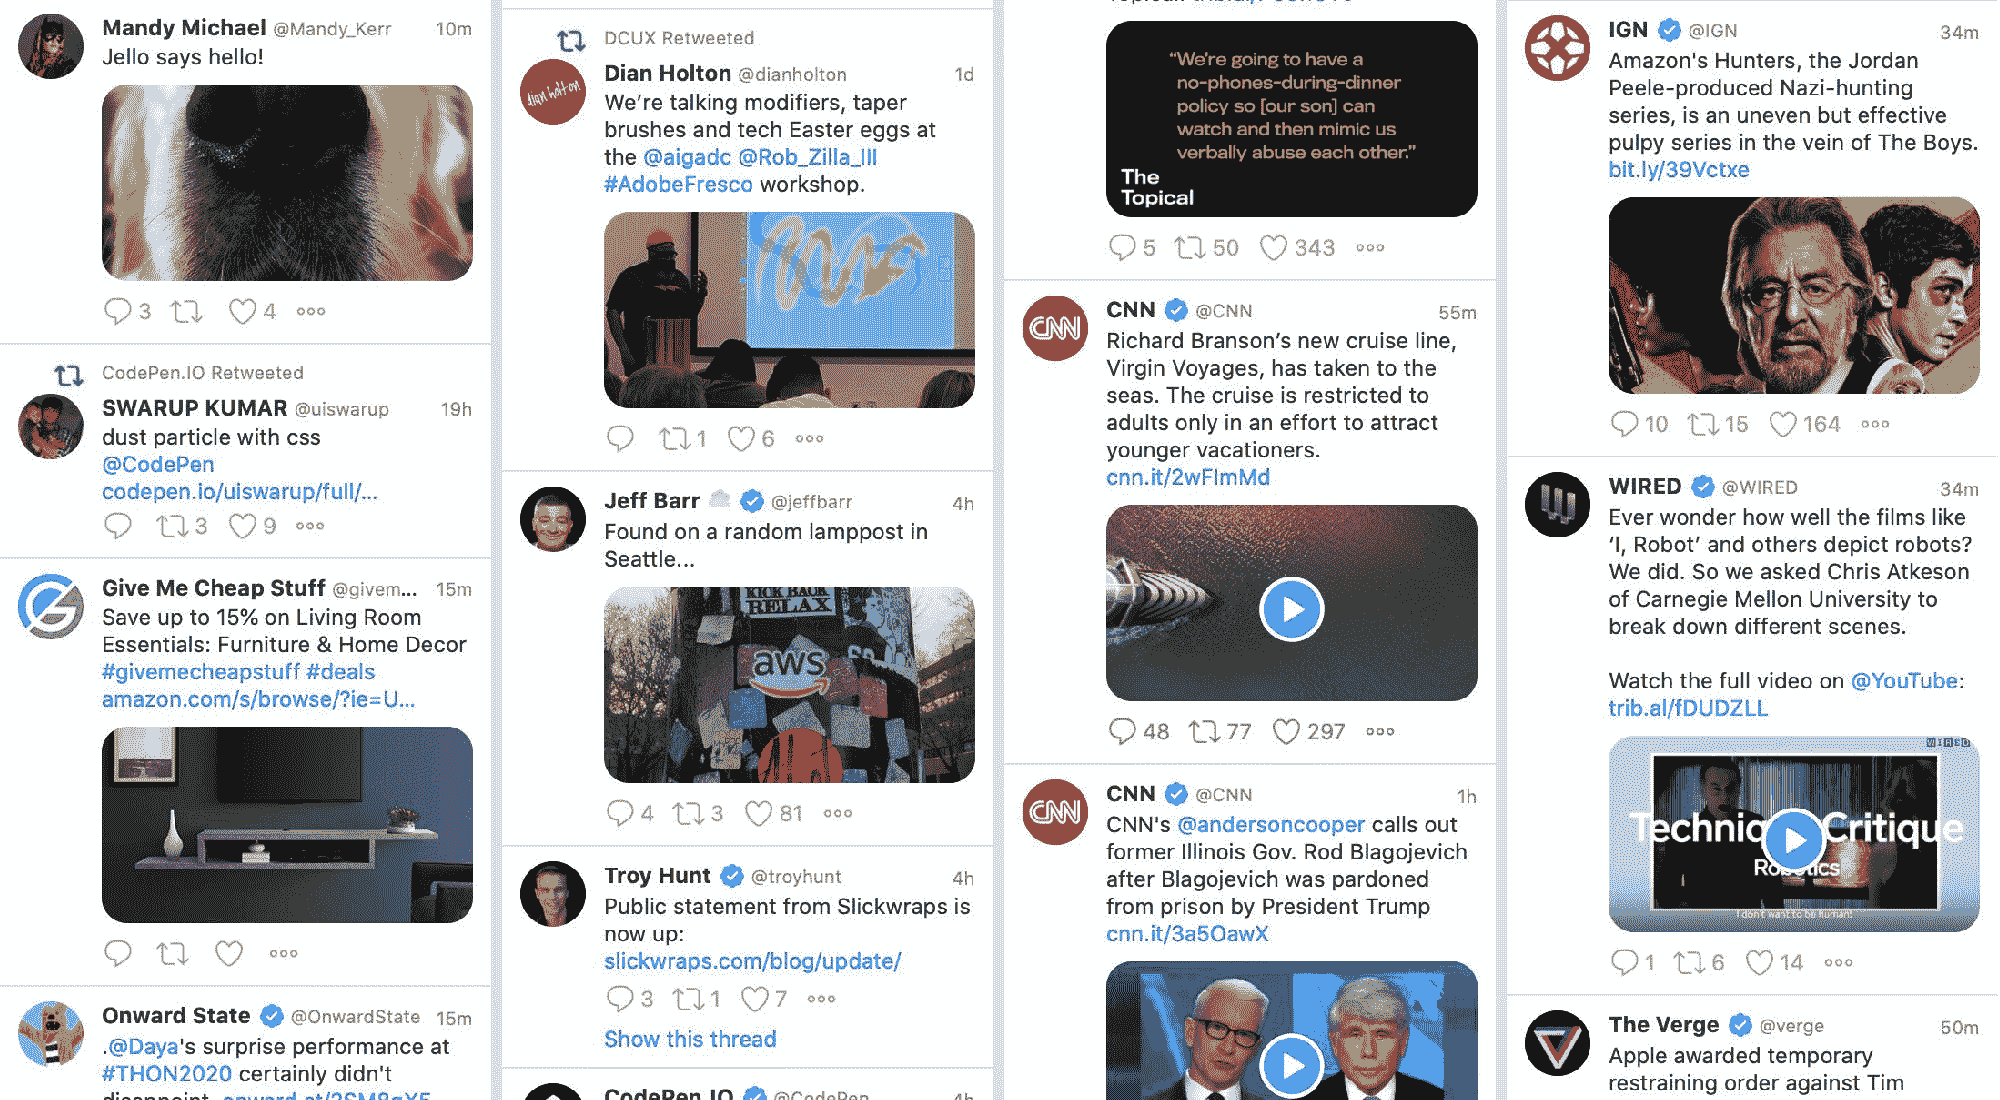 Mandy Michael @Mandy_Kerr 10m
Jello says hello!
3 4
CodePen.IO Retweeted
SWARUP KUMAR @uiswarup 19h
dust particle with css
@CodePen
codepen.io/uiswarup/full/...
3 9
Give Me Cheap Stuff @givem... 15m
Save up to 15% on Living Room
Essentials: Furniture & Home Decor
#givemecheapstuff #deals
amazon.com/s/browse/?ie=U...
Onward State @OnwardState 15m
.@Daya's surprise performance at
#THON2020 certainly didn't
DCUX Retweeted
Dian Holton @dianholton 1d
dian holton
We're talking modifiers, taper
brushes and tech Easter eggs at
the @aigadc @Rob_Zilla_III
#AdobeFresco workshop.
1 6
Jeff Barr @jeffbarr 4h
Found on a random lamppost in
Seattle...
KICK BACK
RELAX
aws
4 3 81
Troy Hunt @troyhunt 4h
Public statement from Slickwraps is
now up:
slickwraps.com/blog/update/
3 1 7
Show this thread
CodePen.IO @CodePen 4h
"We're going to have a
no-phones-during-dinner
policy so [our son] can
watch and then mimic us
verbally abuse each other."
The
Topical
5 50 343
CNN @CNN 55m
CNN
Richard Branson's new cruise line,
Virgin Voyages, has taken to the
seas. The cruise is restricted to
adults only in an effort to attract
younger vacationers.
cnn.it/2wFlmMd
48 77 297
CNN @CNN 1h
CNN
CNN's @andersoncooper calls out
former Illinois Gov. Rod Blagojevich
after Blagojevich was pardoned
from prison by President Trump
cnn.it/3a5OawX
IGN @IGN 34m
Amazon's Hunters, the Jordan
Peele-produced Nazi-hunting
series, is an uneven but effective
pulpy series in the vein of The Boys.
bit.ly/39Vctxe
10 15 164
WIRED @WIRED 34m
Ever wonder how well the films like
'I, Robot' and others depict robots?
We did. So we asked Chris Atkeson
of Carnegie Mellon University to
break down different scenes.
Watch the full video on @YouTube:
trib.al/fDUDZLL
WIRED
Critique
I don't want to be human!
1 6 14
The Verge @verge 50m
Apple awarded temporary
restraining order against Tim